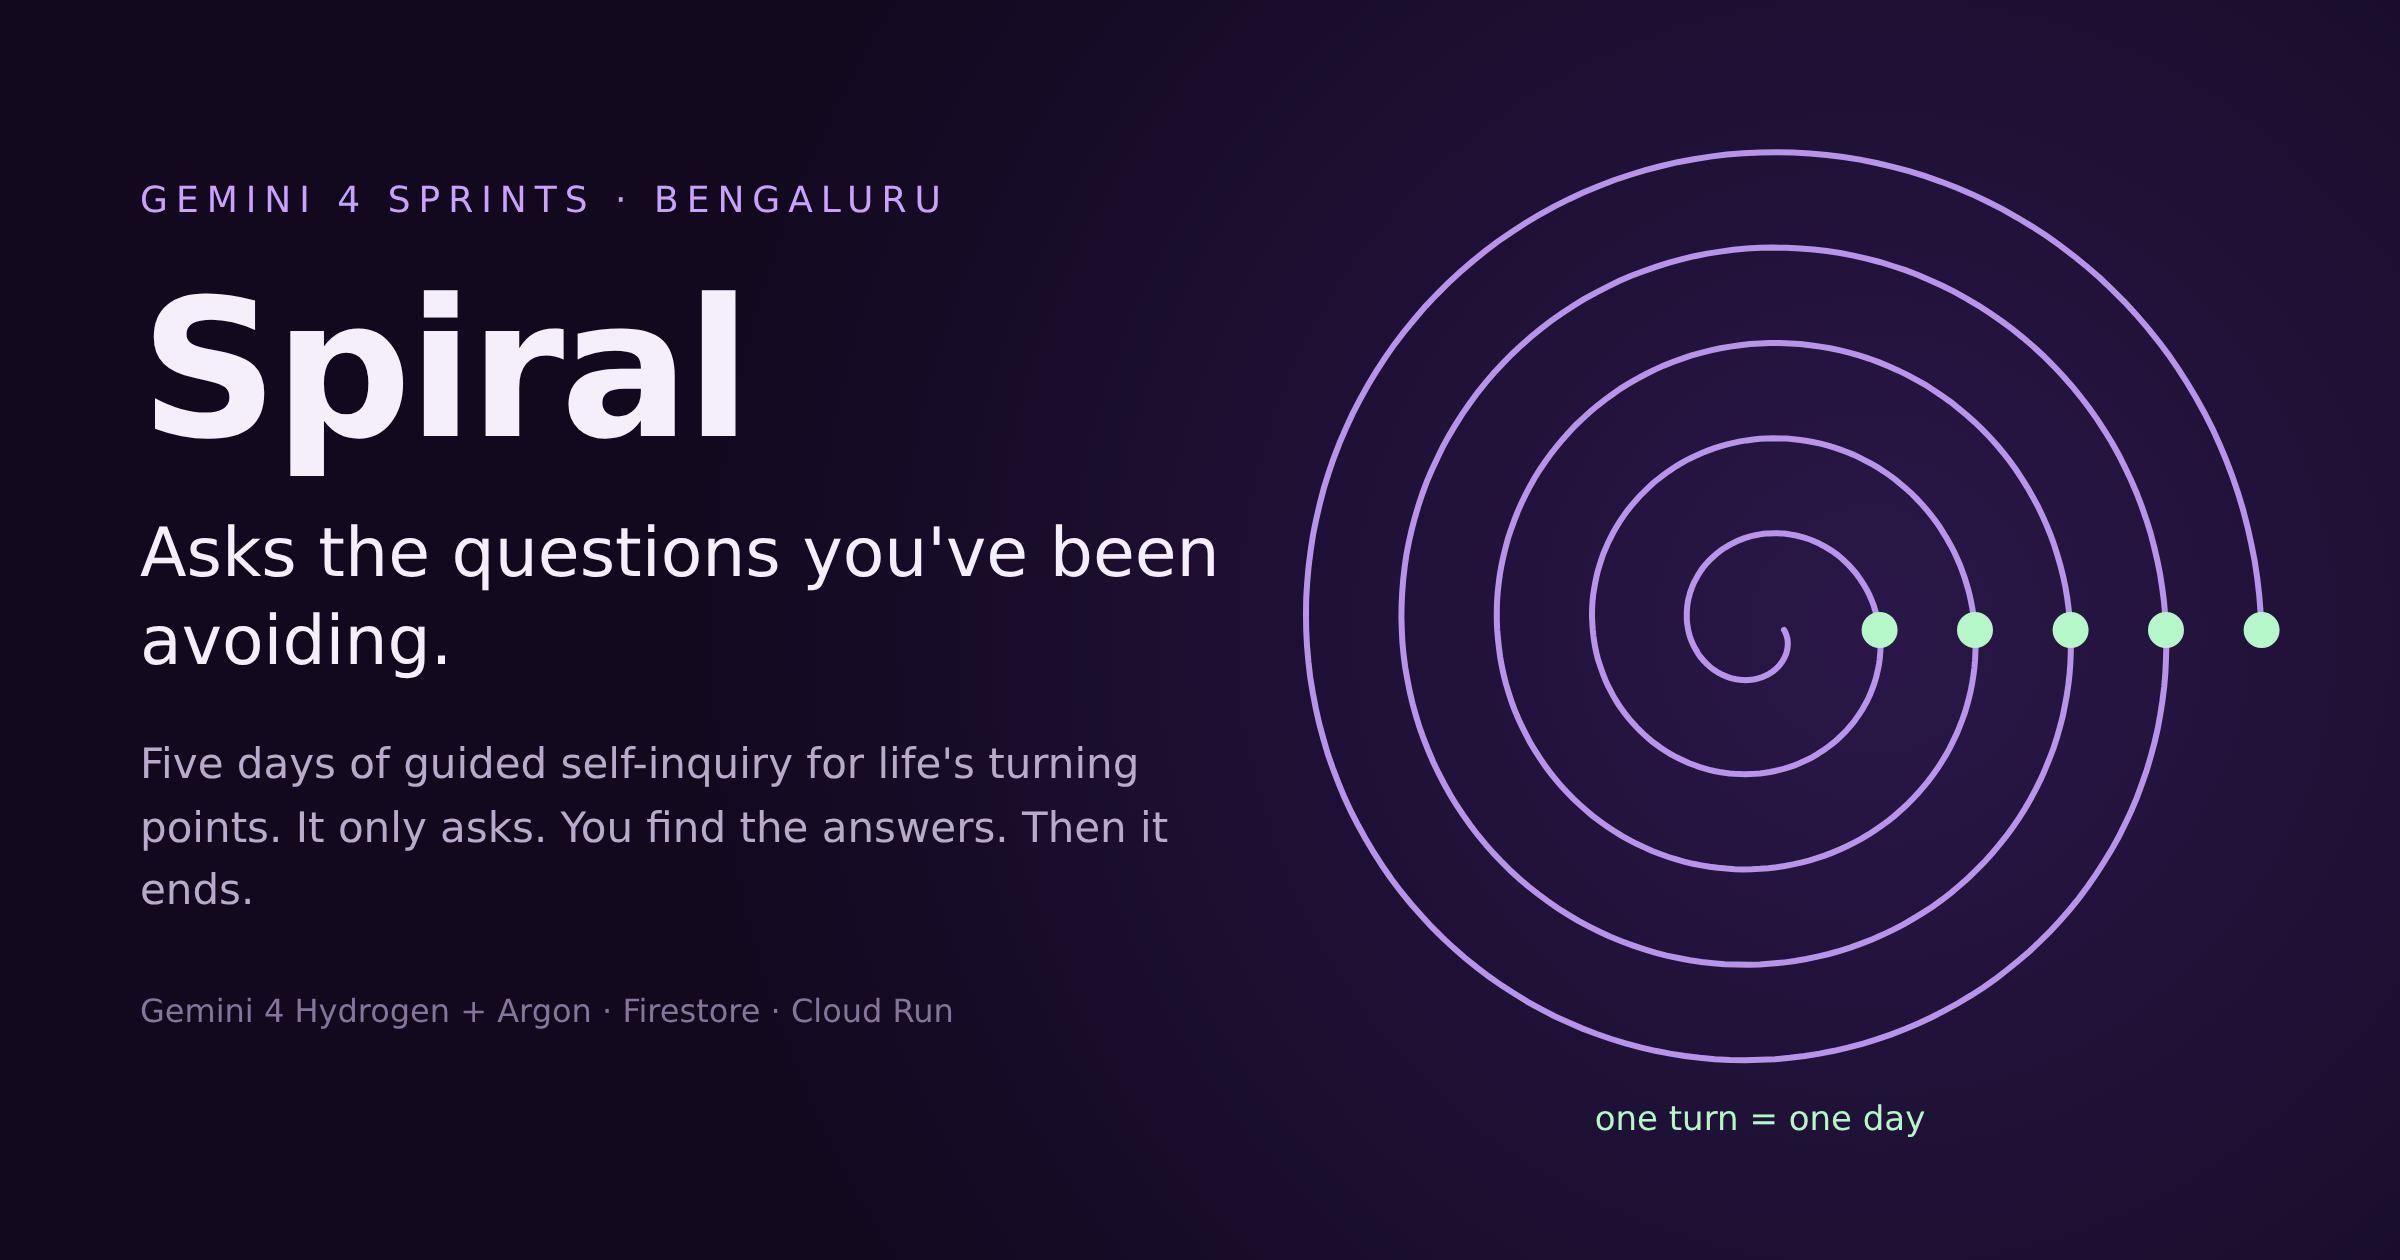 GEMINI 4 SPRINTS · BENGALURU
Spiral
Asks the questions you've been
avoiding.
Five days of guided self-inquiry for life's turning
points. It only asks. You find the answers. Then it
ends.
Gemini 4 Hydrogen + Argon · Firestore · Cloud Run
one turn = one day